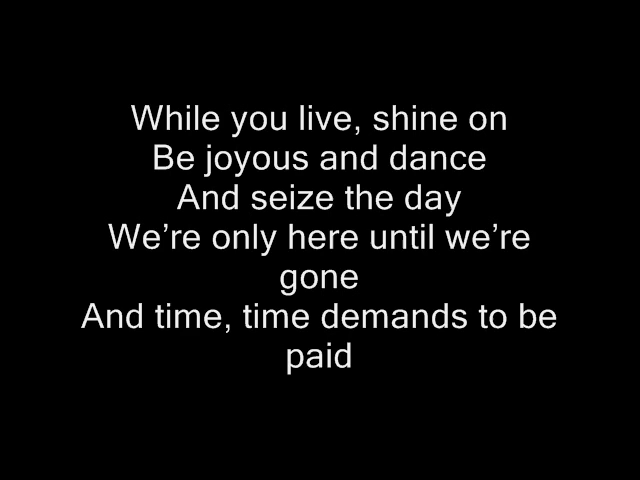 While you live, shine on
Be joyous and dance
And seize the day
We’re only here until we’re
gone
And time, time demands to be
paid